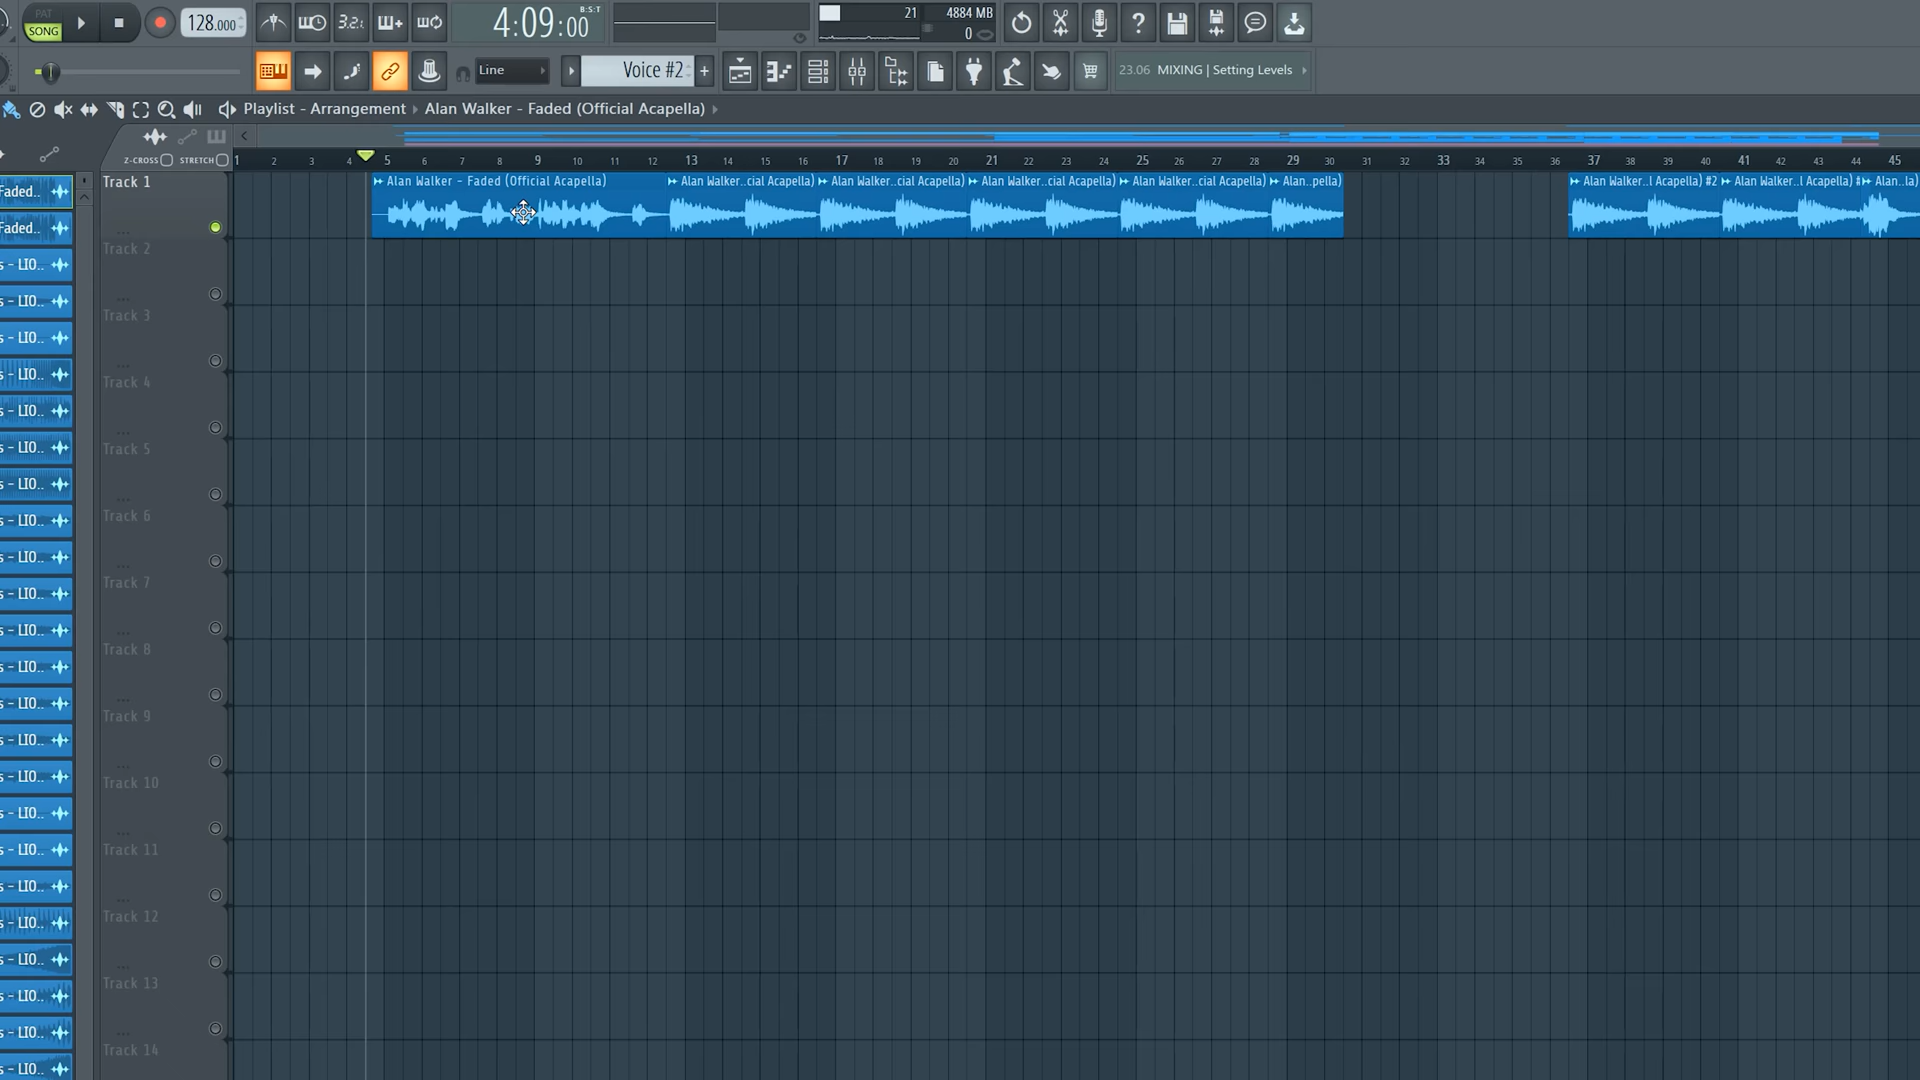 PAT
SONG
128.000
3.2.
4:09:00
B:S:T
21
4884 MB
0
Line
Voice #2
23.06 MIXING | Setting Levels
Playlist - Arrangement
Alan Walker - Faded (Official Acapella)
Z-CROSS
STRETCH
1 2 3 4 5 6 7 8 9 10 11 12 13 14 15 16 17 18 19 20 21 22 23 24 25 26 27 28 29 30 31 32 33 34 35 36 37 38 39 40 41 42 43 44 45
Faded..
Track 1
Alan Walker - Faded (Official Acapella)
Alan Walker..cial Acapella)
Alan Walker..cial Acapella)
Alan Walker..cial Acapella)
Alan Walker..cial Acapella)
Alan..pella)
Alan Walker..l Acapella) #2
Alan Walker..l Acapella) #
Alan..la)
Faded..
Track 2
s - LIO..
s - LIO..
Track 3
s - LIO..
s - LIO..
Track 4
s - LIO..
s - LIO..
Track 5
s - LIO..
Track 6
s - LIO..
s - LIO..
Track 7
s - LIO..
s - LIO..
Track 8
s - LIO..
s - LIO..
Track 9
s - LIO..
s - LIO..
Track 10
s - LIO..
s - LIO..
Track 11
s - LIO..
Track 12
s - LIO..
s - LIO..
Track 13
s - LIO..
s - LIO..
Track 14
s - LIO..